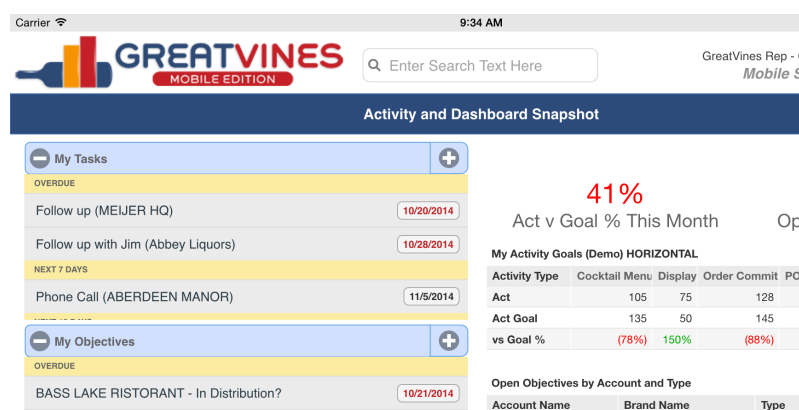 Carrier 9:34 AM
GREATVINES
MOBILE EDITION
Enter Search Text Here
GreatVines Rep -
Mobile
Activity and Dashboard Snapshot
My Tasks
OVERDUE
Follow up (MEIJER HQ) 10/20/2014
Follow up with Jim (Abbey Liquors) 10/28/2014
NEXT 7 DAYS
Phone Call (ABERDEEN MANOR) 11/5/2014
My Objectives
OVERDUE
BASS LAKE RISTORANT - In Distribution? 10/21/2014
41%
Act v Goal % This Month
My Activity Goals (Demo) HORIZONTAL
Activity Type Cocktail Menu Display Order Commit
Act 105 75 128
Act Goal 135 50 145
vs Goal % (78%) 150% (88%)
Open Objectives by Account and Type
Account Name Brand Name Type